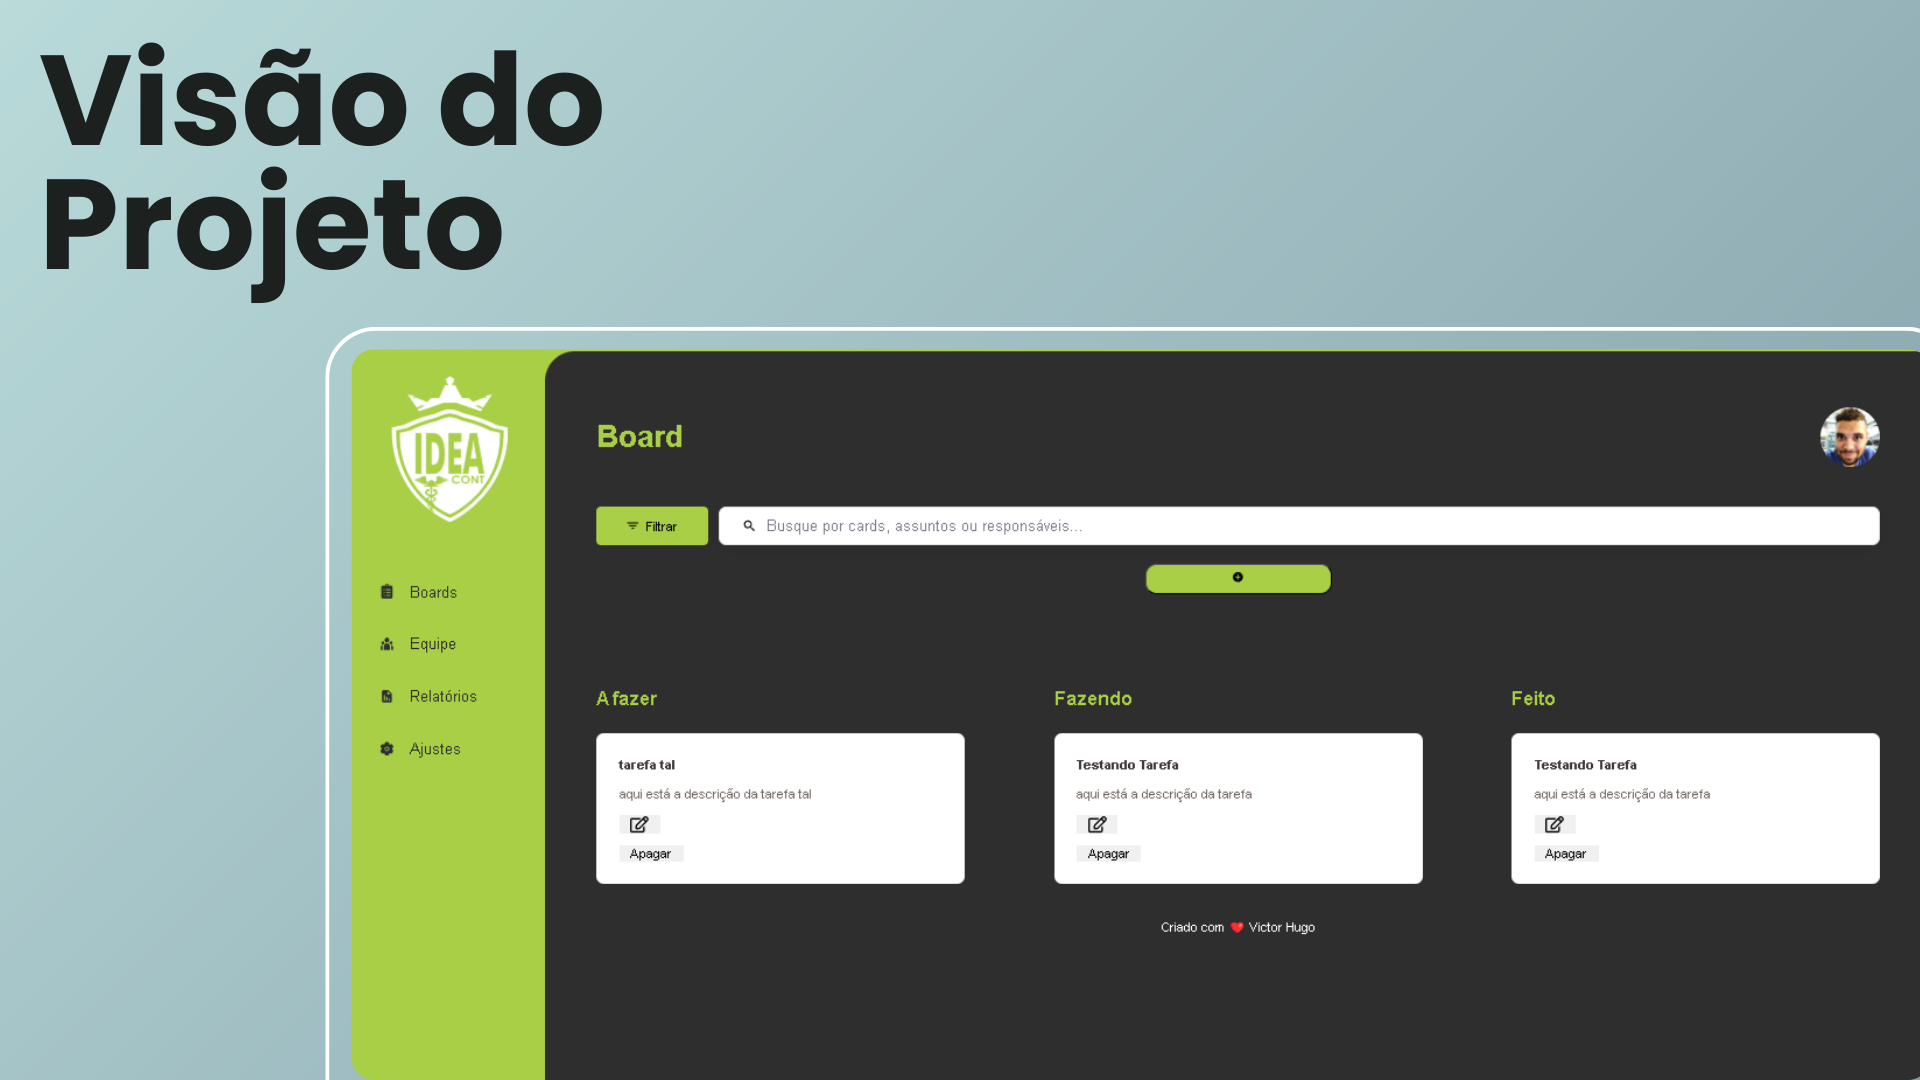 Visão do
Projeto
IDEA
CONT
Board
Filtrar
Busque por cards, assuntos ou responsáveis...
Boards
Equipe
Relatórios
Ajustes
A fazer
Fazendo
Feito
tarefa tal
aqui está a descrição da tarefa tal
Apagar
Testando Tarefa
aqui está a descrição da tarefa
Apagar
Testando Tarefa
aqui está a descrição da tarefa
Apagar
Criado com ❤️ Victor Hugo